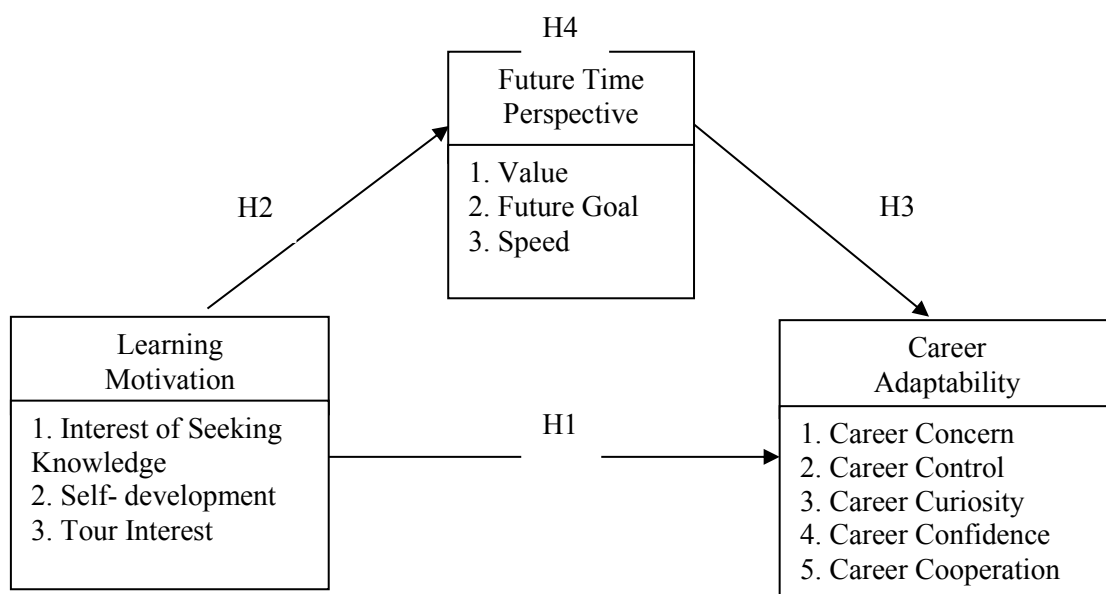 H4
Future Time
Perspective
1. Value
2. Future Goal
3. Speed
H2
H3
Learning
Motivation
1. Interest of Seeking
Knowledge
2. Self- development
3. Tour Interest
H1
Career
Adaptability
1. Career Concern
2. Career Control
3. Career Curiosity
4. Career Confidence
5. Career Cooperation